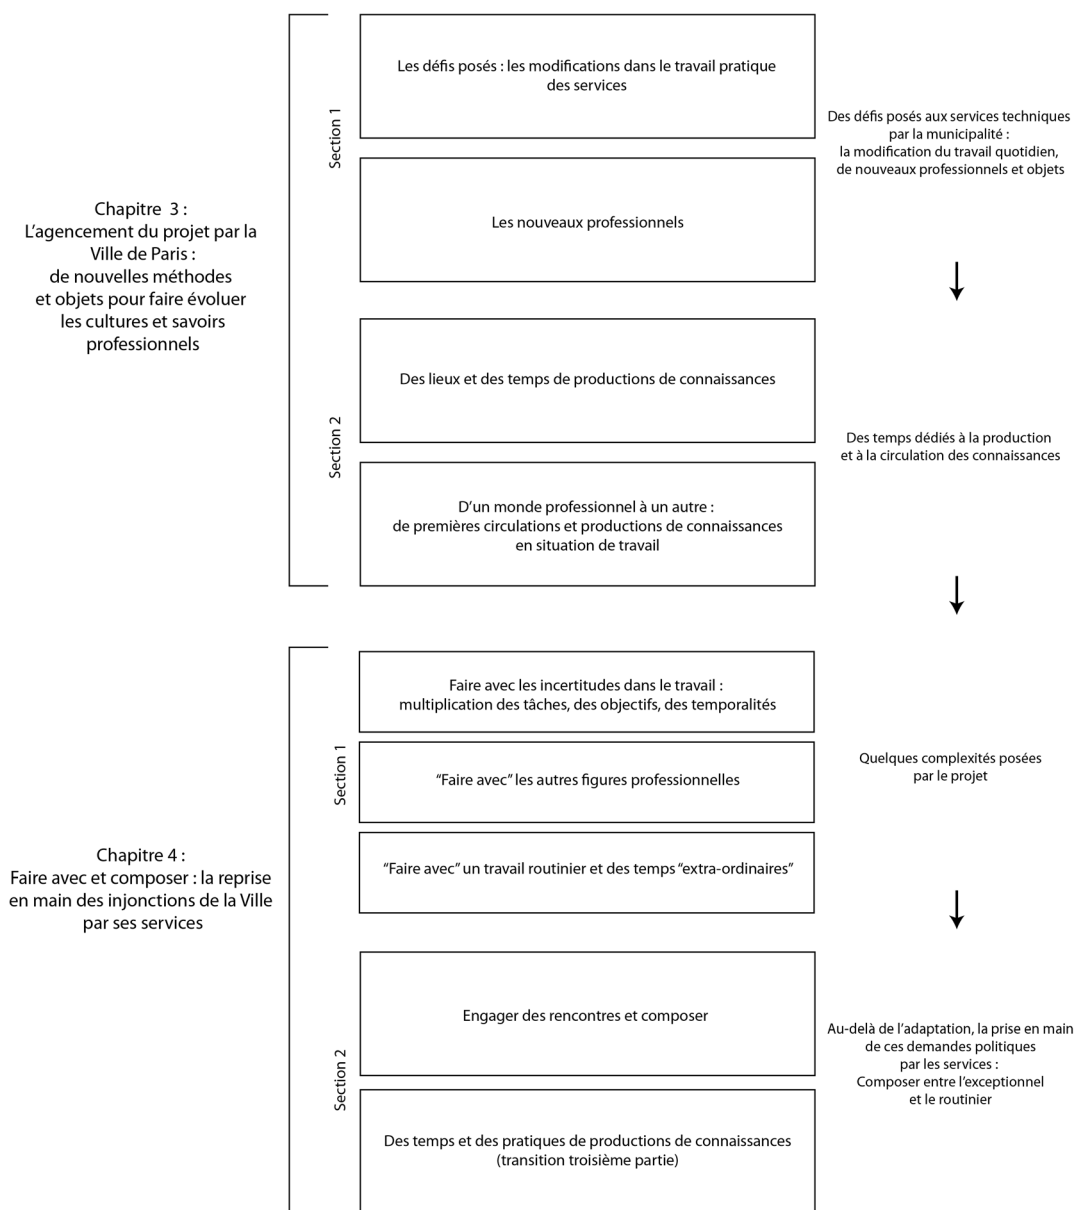 Chapitre 3 :
L’agencement du projet par la
Ville de Paris :
de nouvelles méthodes
et objets pour faire évoluer
les cultures et savoirs
professionnels
Section 1
Les défis posés : les modifications dans le travail pratique
des services
Les nouveaux professionnels
Des défis posés aux services techniques
par la municipalité :
la modification du travail quotidien,
de nouveaux professionnels et objets
Section 2
Des lieux et des temps de productions de connaissances
D’un monde professionnel à un autre :
de premières circulations et productions de connaissances
en situation de travail
Des temps dédiés à la production
et à la circulation des connaissances
Chapitre 4 :
Faire avec et composer : la reprise
en main des injonctions de la Ville
par ses services
Section 1
Faire avec les incertitudes dans le travail :
multiplication des tâches, des objectifs, des temporalités
“Faire avec” les autres figures professionnelles
“Faire avec” un travail routinier et des temps “extra-ordinaires”
Quelques complexités posées
par le projet
Section 2
Engager des rencontres et composer
Des temps et des pratiques de productions de connaissances
(transition troisième partie)
Au-delà de l’adaptation, la prise en main
de ces demandes politiques
par les services :
Composer entre l’exceptionnel
et le routinier